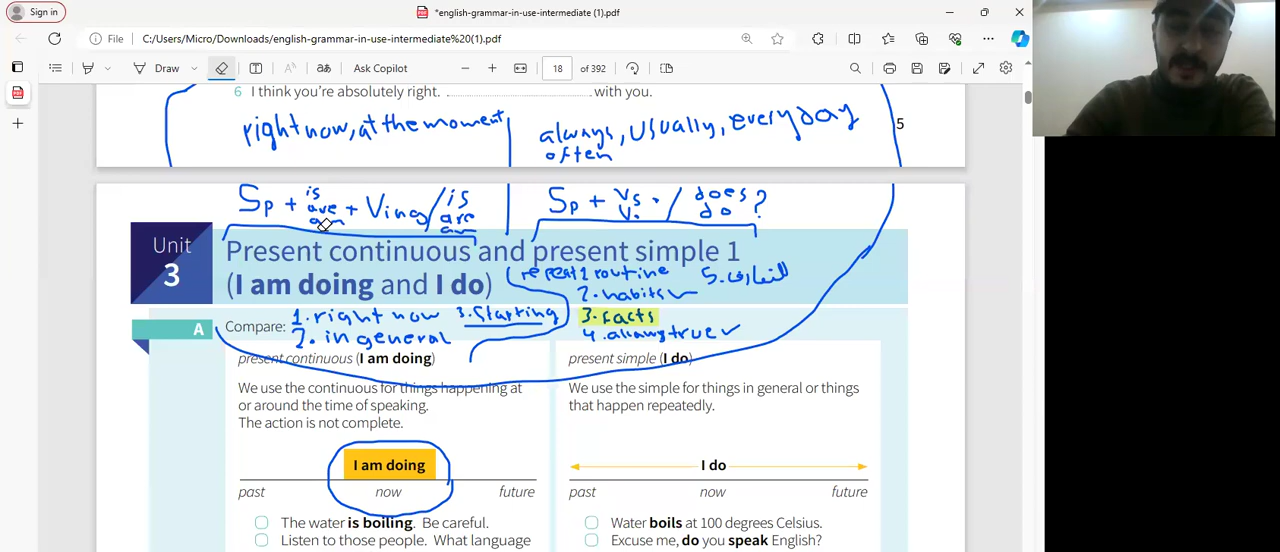 Sign in
*english-grammar-in-use-intermediate (1).pdf
File C:/Users/Micro/Downloads/english-grammar-in-use-intermediate%20(1).pdf
Draw
Ask Copilot
18 of 392
6 I think you're absolutely right. with you.
right now, at the moment
always, usually, everyday
often
5
Sp + is are am + Ving / is are am
Sp + Vs V. / does do ?
Unit 3
Present continuous and present simple 1
(I am doing and I do)
repeat 1 routine
2. habits
3. facts
5.
1. right now 3. Starting
2. in general
A
Compare:
present continuous (I am doing)
We use the continuous for things happening at
or around the time of speaking.
The action is not complete.
I am doing
past now future
The water is boiling. Be careful.
Listen to those people. What language
present simple (I do)
We use the simple for things in general or things
that happen repeatedly.
I do
past now future
Water boils at 100 degrees Celsius.
Excuse me, do you speak English?